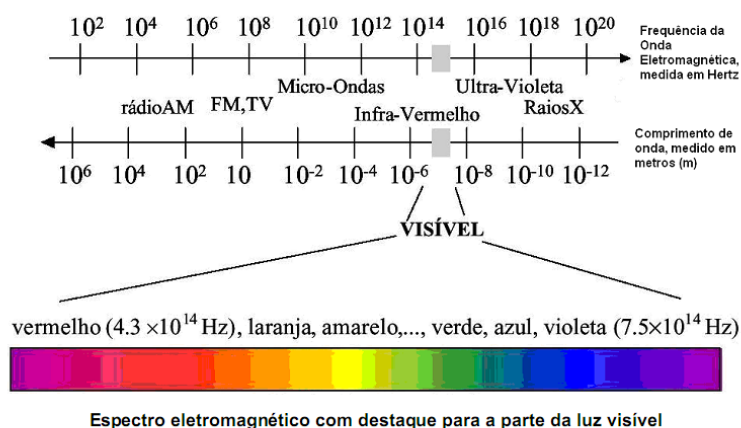 10² 10⁴ 10⁶ 10⁸ 10¹⁰ 10¹² 10¹⁴ 10¹⁶ 10¹⁸ 10²⁰
Frequência da
Onda
Eletromagnética,
medida em Hertz
Micro-Ondas Ultra-Violeta
rádioAM FM,TV Infra-Vermelho RaiosX
Comprimento de
onda, medido em
metros (m)
10⁶ 10⁴ 10² 10 10⁻² 10⁻⁴ 10⁻⁶ 10⁻⁸ 10⁻¹⁰ 10⁻¹²
VISÍVEL
vermelho (4.3 ×10¹⁴ Hz), laranja, amarelo,..., verde, azul, violeta (7.5×10¹⁴ Hz)
Espectro eletromagnético com destaque para a parte da luz visível